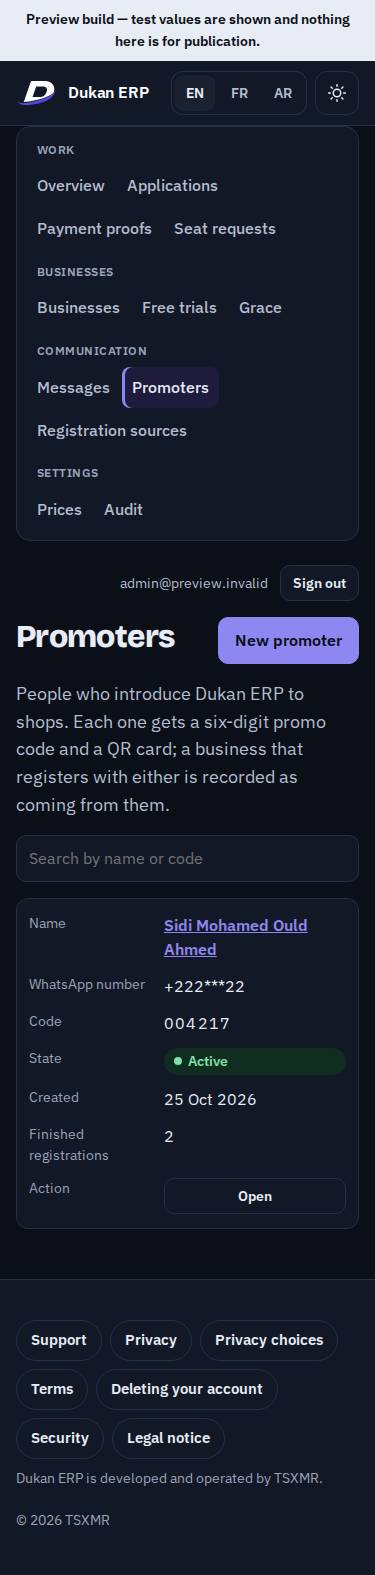 Preview build — test values are shown and nothing
here is for publication.
Dukan ERP
EN FR AR
WORK
Overview Applications
Payment proofs Seat requests
BUSINESSES
Businesses Free trials Grace
COMMUNICATION
Messages Promoters
Registration sources
SETTINGS
Prices Audit
admin@preview.invalid Sign out
Promoters New promoter
People who introduce Dukan ERP to
shops. Each one gets a six-digit promo
code and a QR card; a business that
registers with either is recorded as
coming from them.
Search by name or code
Name Sidi Mohamed Ould
Ahmed
WhatsApp number +222***22
Code 004217
State Active
Created 25 Oct 2026
Finished 2
registrations
Action Open
Support Privacy Privacy choices
Terms Deleting your account
Security Legal notice
Dukan ERP is developed and operated by TSXMR.
© 2026 TSXMR